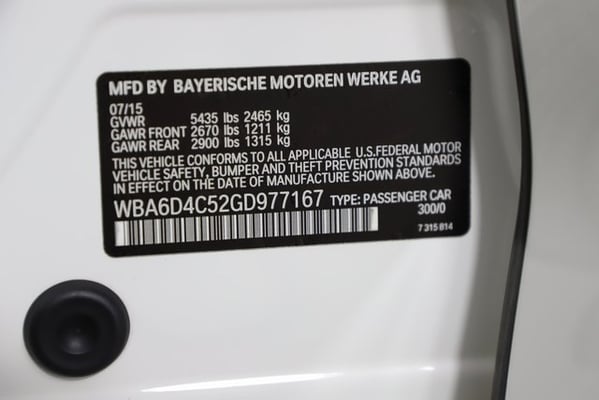 MFD BY BAYERISCHE MOTOREN WERKE AG
07/15
GVWR 5435 lbs 2465 kg
GAWR FRONT 2670 lbs 1211 kg
GAWR REAR 2900 lbs 1315 kg
THIS VEHICLE CONFORMS TO ALL APPLICABLE U.S.FEDERAL MOTOR
VEHICLE SAFETY, BUMPER AND THEFT PREVENTION STANDARDS
IN EFFECT ON THE DATE OF MANUFACTURE SHOWN ABOVE.
WBA6D4C52GD977167 TYPE: PASSENGER CAR
300/0
7 315 814